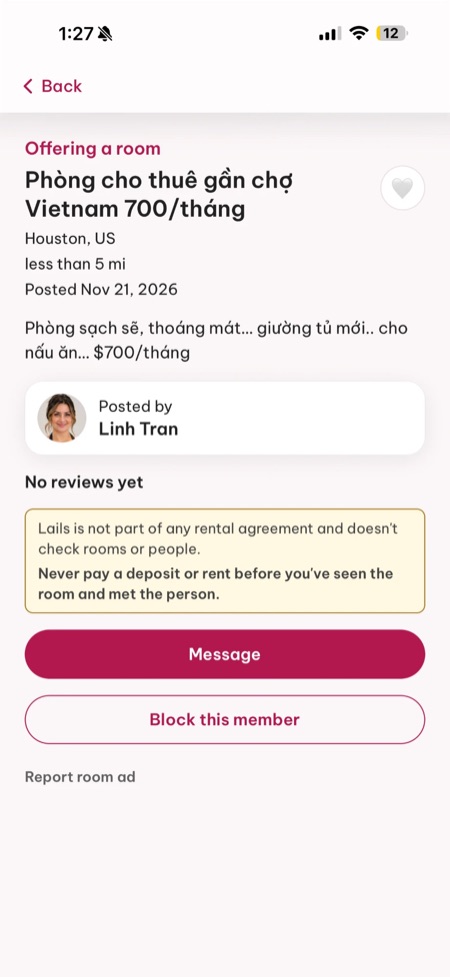 1:27
12
Back
Offering a room
Phòng cho thuê gần chợ
Vietnam 700/tháng
Houston, US
less than 5 mi
Posted Nov 21, 2026
Phòng sạch sẽ, thoáng mát... giường tủ mới.. cho
nấu ăn... $700/tháng
Posted by
Linh Tran
No reviews yet
Lails is not part of any rental agreement and doesn't
check rooms or people.
Never pay a deposit or rent before you've seen the
room and met the person.
Message
Block this member
Report room ad